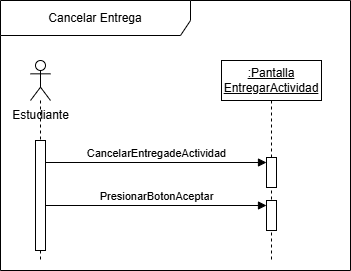 Cancelar Entrega
:Pantalla
EntregarActividad
Estudiante
CancelarEntregadeActividad
PresionarBotonAceptar